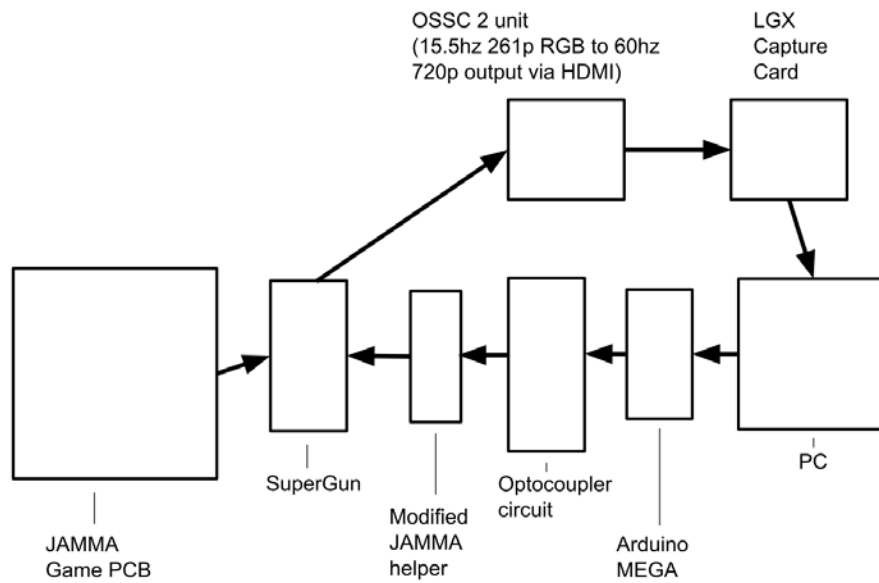 OSSC 2 unit
(15.5hz 261p RGB to 60hz
720p output via HDMI)
LGX
Capture
Card
SuperGun
Optocoupler
circuit
PC
Modified
JAMMA
helper
JAMMA
Game PCB
Arduino
MEGA